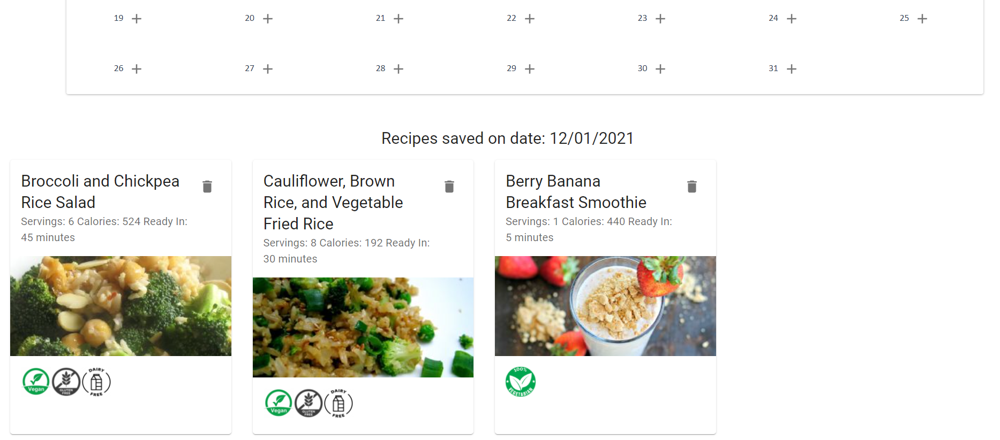 19 20 21 22 23 24 25
26 27 28 29 30 31
Recipes saved on date: 12/01/2021
Broccoli and Chickpea
Rice Salad
Servings: 6 Calories: 524 Ready In:
45 minutes
Vegan
GLUTEN
FREE
DAIRY
FREE
Cauliflower, Brown
Rice, and Vegetable
Fried Rice
Servings: 8 Calories: 192 Ready In:
30 minutes
Vegan
GLUTEN
FREE
DAIRY
FREE
Berry Banana
Breakfast Smoothie
Servings: 1 Calories: 440 Ready In:
5 minutes
100%
VEGETARIAN